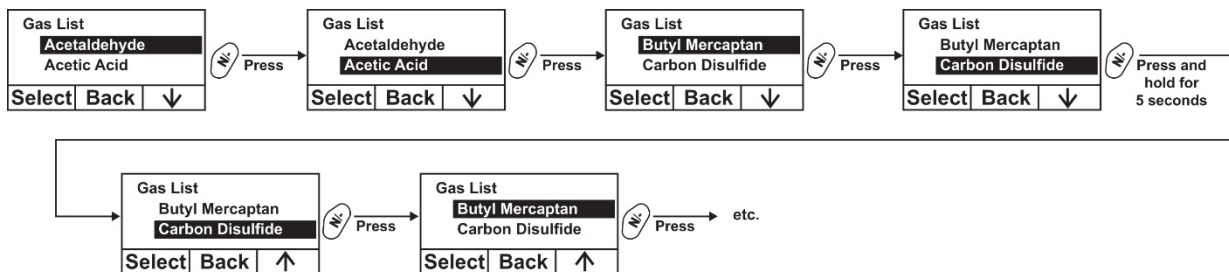 Gas List
Acetaldehyde
Acetic Acid
Select Back ↓
N/-
Press
Gas List
Acetaldehyde
Acetic Acid
Select Back ↓
N/-
Press
Gas List
Butyl Mercaptan
Carbon Disulfide
Select Back ↓
N/-
Press
Gas List
Butyl Mercaptan
Carbon Disulfide
Select Back ↓
N/-
Press and
hold for
5 seconds
Gas List
Butyl Mercaptan
Carbon Disulfide
Select Back ↑
N/-
Press
Gas List
Butyl Mercaptan
Carbon Disulfide
Select Back ↑
N/-
Press
etc.